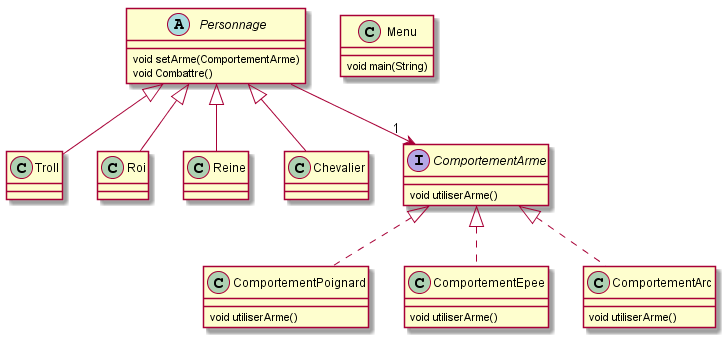 A Personnage
void setArme(ComportementArme)
void Combattre()
C Menu
void main(String)
1
C Troll
C Roi
C Reine
C Chevalier
I ComportementArme
void utiliserArme()
C ComportementPoignard
void utiliserArme()
C ComportementEpee
void utiliserArme()
C ComportementArc
void utiliserArme()